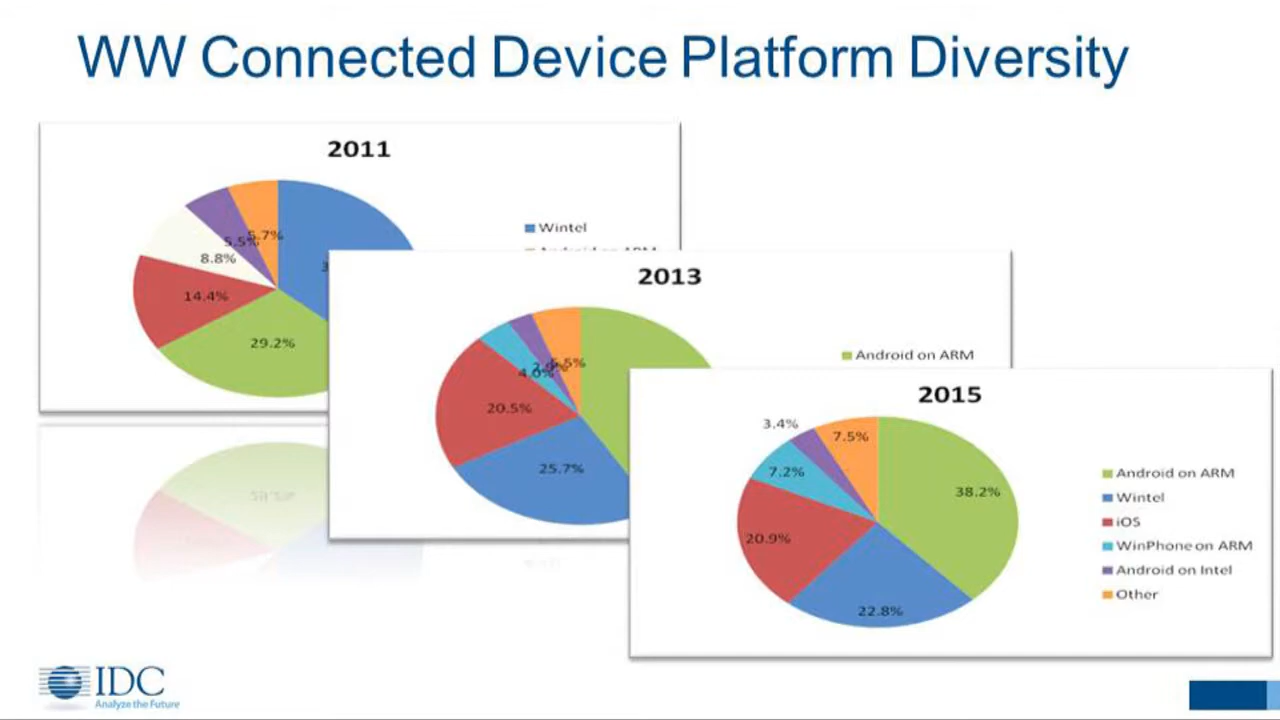 WW Connected Device Platform Diversity
2011
Wintel
5.7%
5.5%
8.8%
14.4%
29.2%
2013
Android on ARM
5.5%
4.0%
20.5%
25.7%
2015
3.4%
7.5%
7.2%
38.2%
20.9%
22.8%
Android on ARM
Wintel
iOS
WinPhone on ARM
Android on Intel
Other
IDC
Analyze the Future